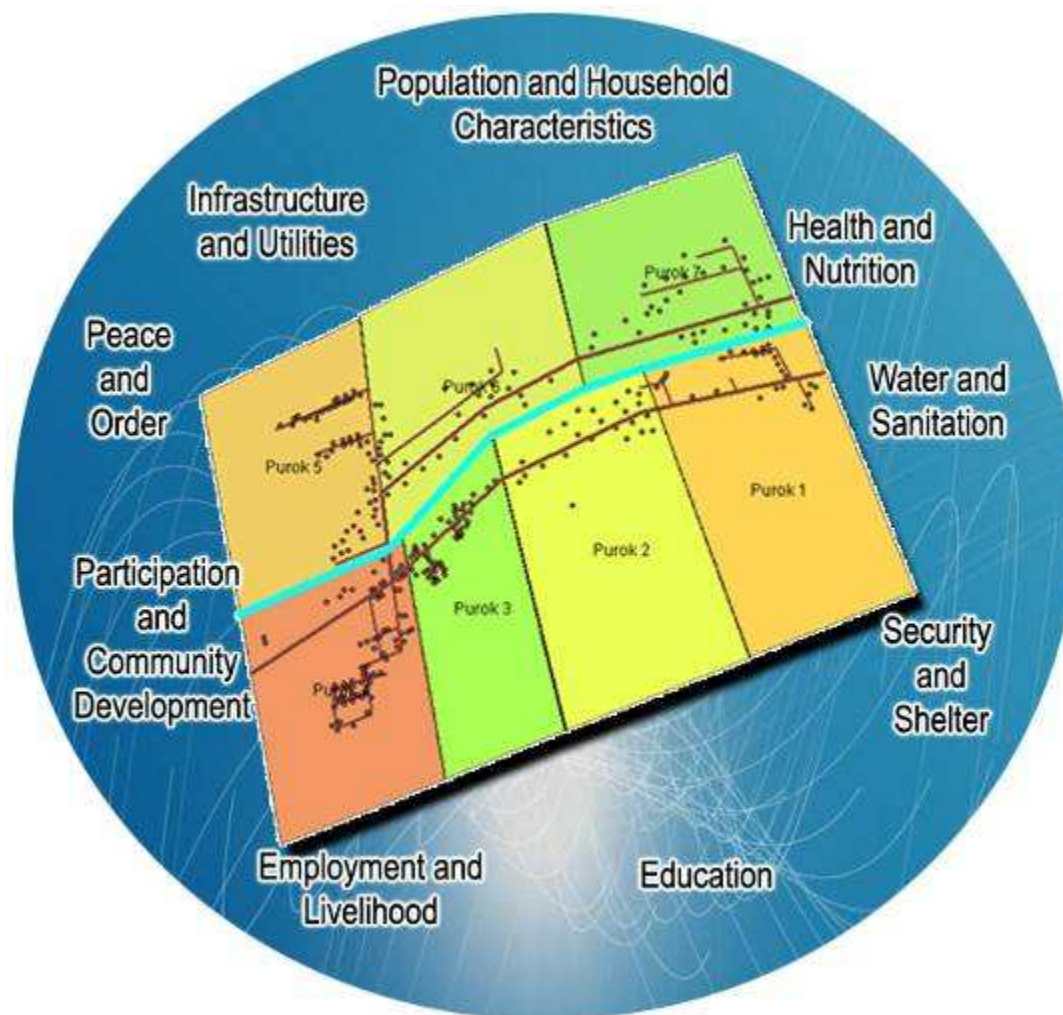 Population and Household
Characteristics
Infrastructure
and Utilities
Health and
Nutrition
Peace
and
Order
Water and
Sanitation
Purok 7
Purok 6
Purok 5
Purok 1
Purok 2
Purok 3
Participation
and
Community
Development
Security
and
Shelter
Employment and
Livelihood
Education